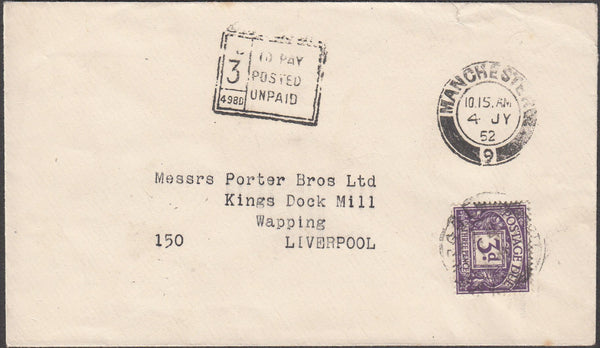 3
498D
TO PAY
POSTED
UNPAID
MANCHESTER
10.15.AM
4 JY
52
9
Messrs Porter Bros Ltd
Kings Dock Mill
Wapping
150 LIVERPOOL
POSTAGE DUE
3d